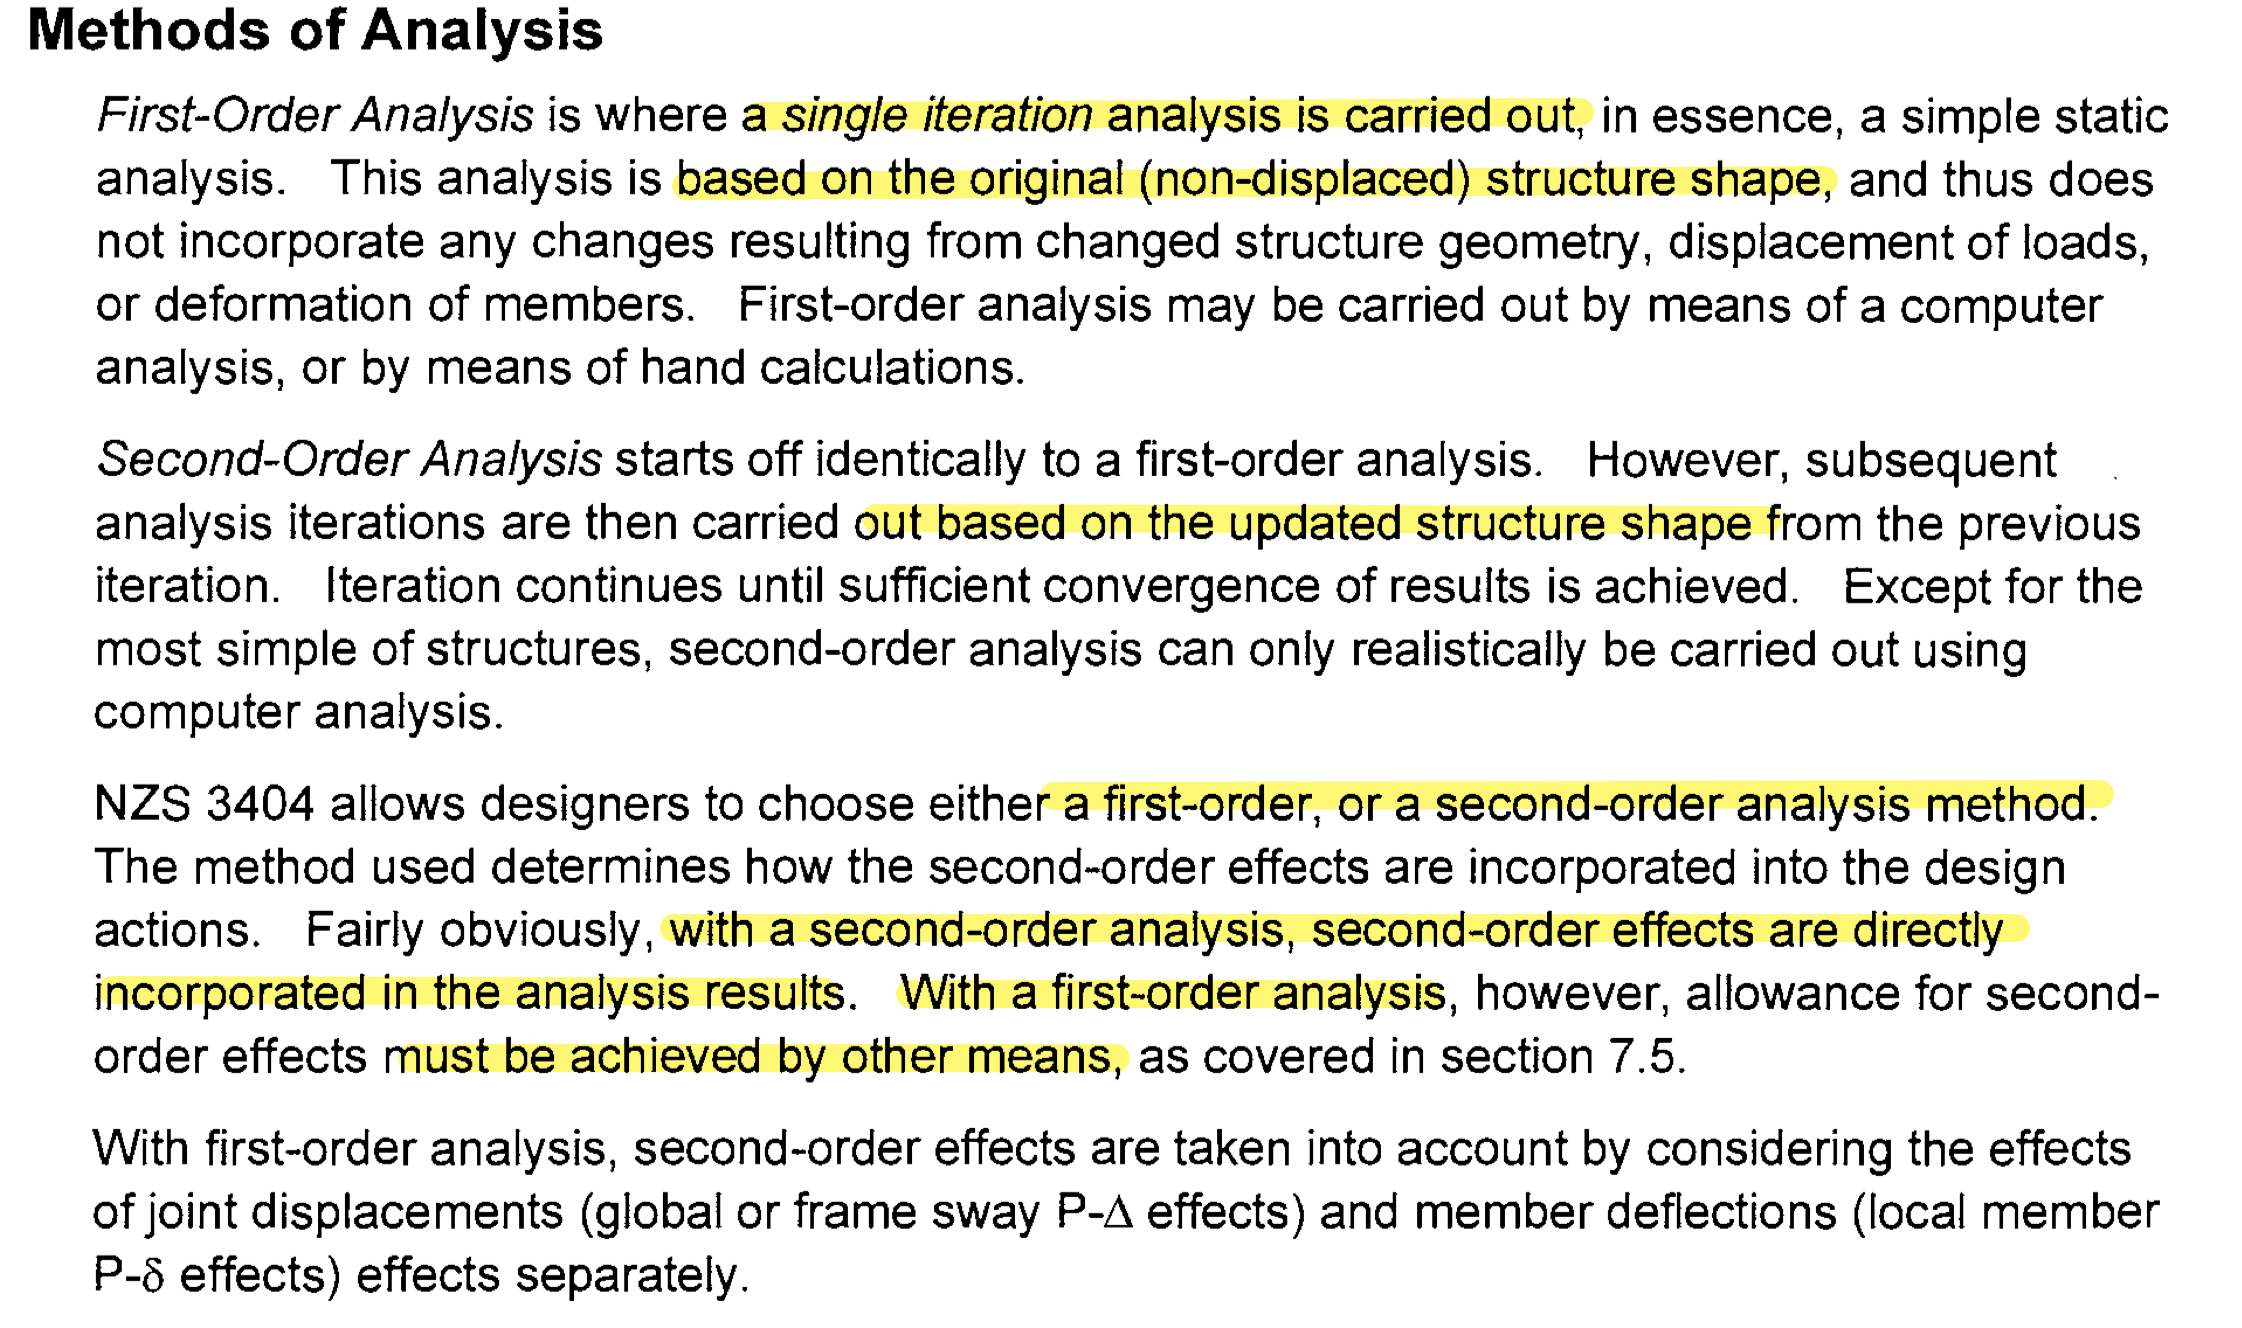 Methods of Analysis
First-Order Analysis is where a single iteration analysis is carried out, in essence, a simple static
analysis. This analysis is based on the original (non-displaced) structure shape, and thus does
not incorporate any changes resulting from changed structure geometry, displacement of loads,
or deformation of members. First-order analysis may be carried out by means of a computer
analysis, or by means of hand calculations.
Second-Order Analysis starts off identically to a first-order analysis. However, subsequent
analysis iterations are then carried out based on the updated structure shape from the previous
iteration. Iteration continues until sufficient convergence of results is achieved. Except for the
most simple of structures, second-order analysis can only realistically be carried out using
computer analysis.
NZS 3404 allows designers to choose either a first-order, or a second-order analysis method.
The method used determines how the second-order effects are incorporated into the design
actions. Fairly obviously, with a second-order analysis, second-order effects are directly
incorporated in the analysis results. With a first-order analysis, however, allowance for second-
order effects must be achieved by other means, as covered in section 7.5.
With first-order analysis, second-order effects are taken into account by considering the effects
of joint displacements (global or frame sway P-Δ effects) and member deflections (local member
P-δ effects) effects separately.